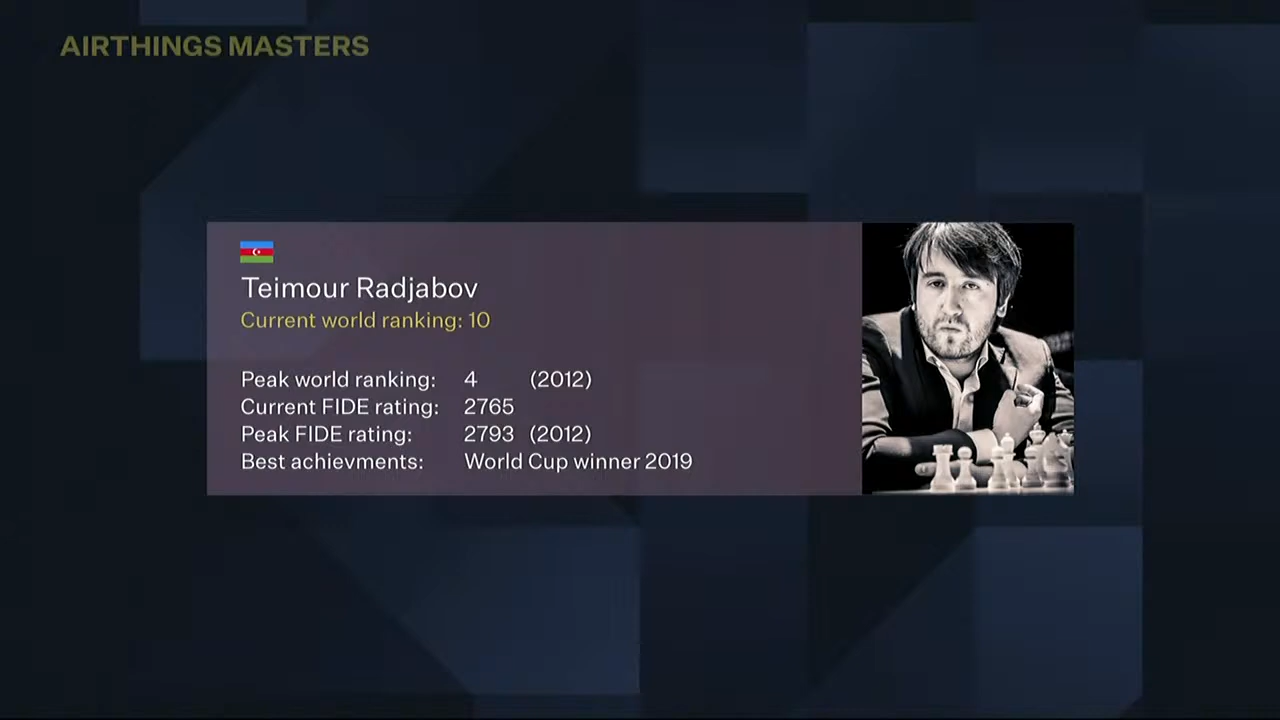 AIRTHINGS MASTERS
Teimour Radjabov
Current world ranking: 10
Peak world ranking: 4 (2012)
Current FIDE rating: 2765
Peak FIDE rating: 2793 (2012)
Best achievments: World Cup winner 2019